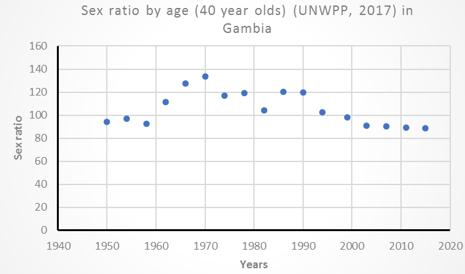 Sex ratio by age (40 year olds) (UNWPP, 2017) in
Gambia
160
140
120
100
80
60
40
20
0
Sex ratio
1940 1950 1960 1970 1980 1990 2000 2010 2020
Years